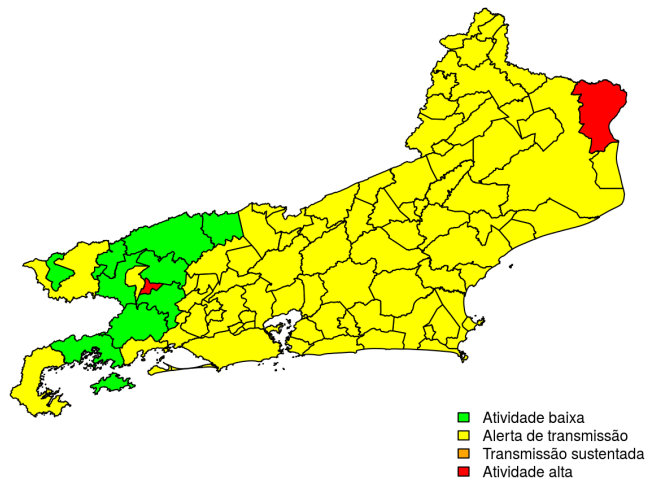 Atividade baixa
Alerta de transmissão
Transmissão sustentada
Atividade alta